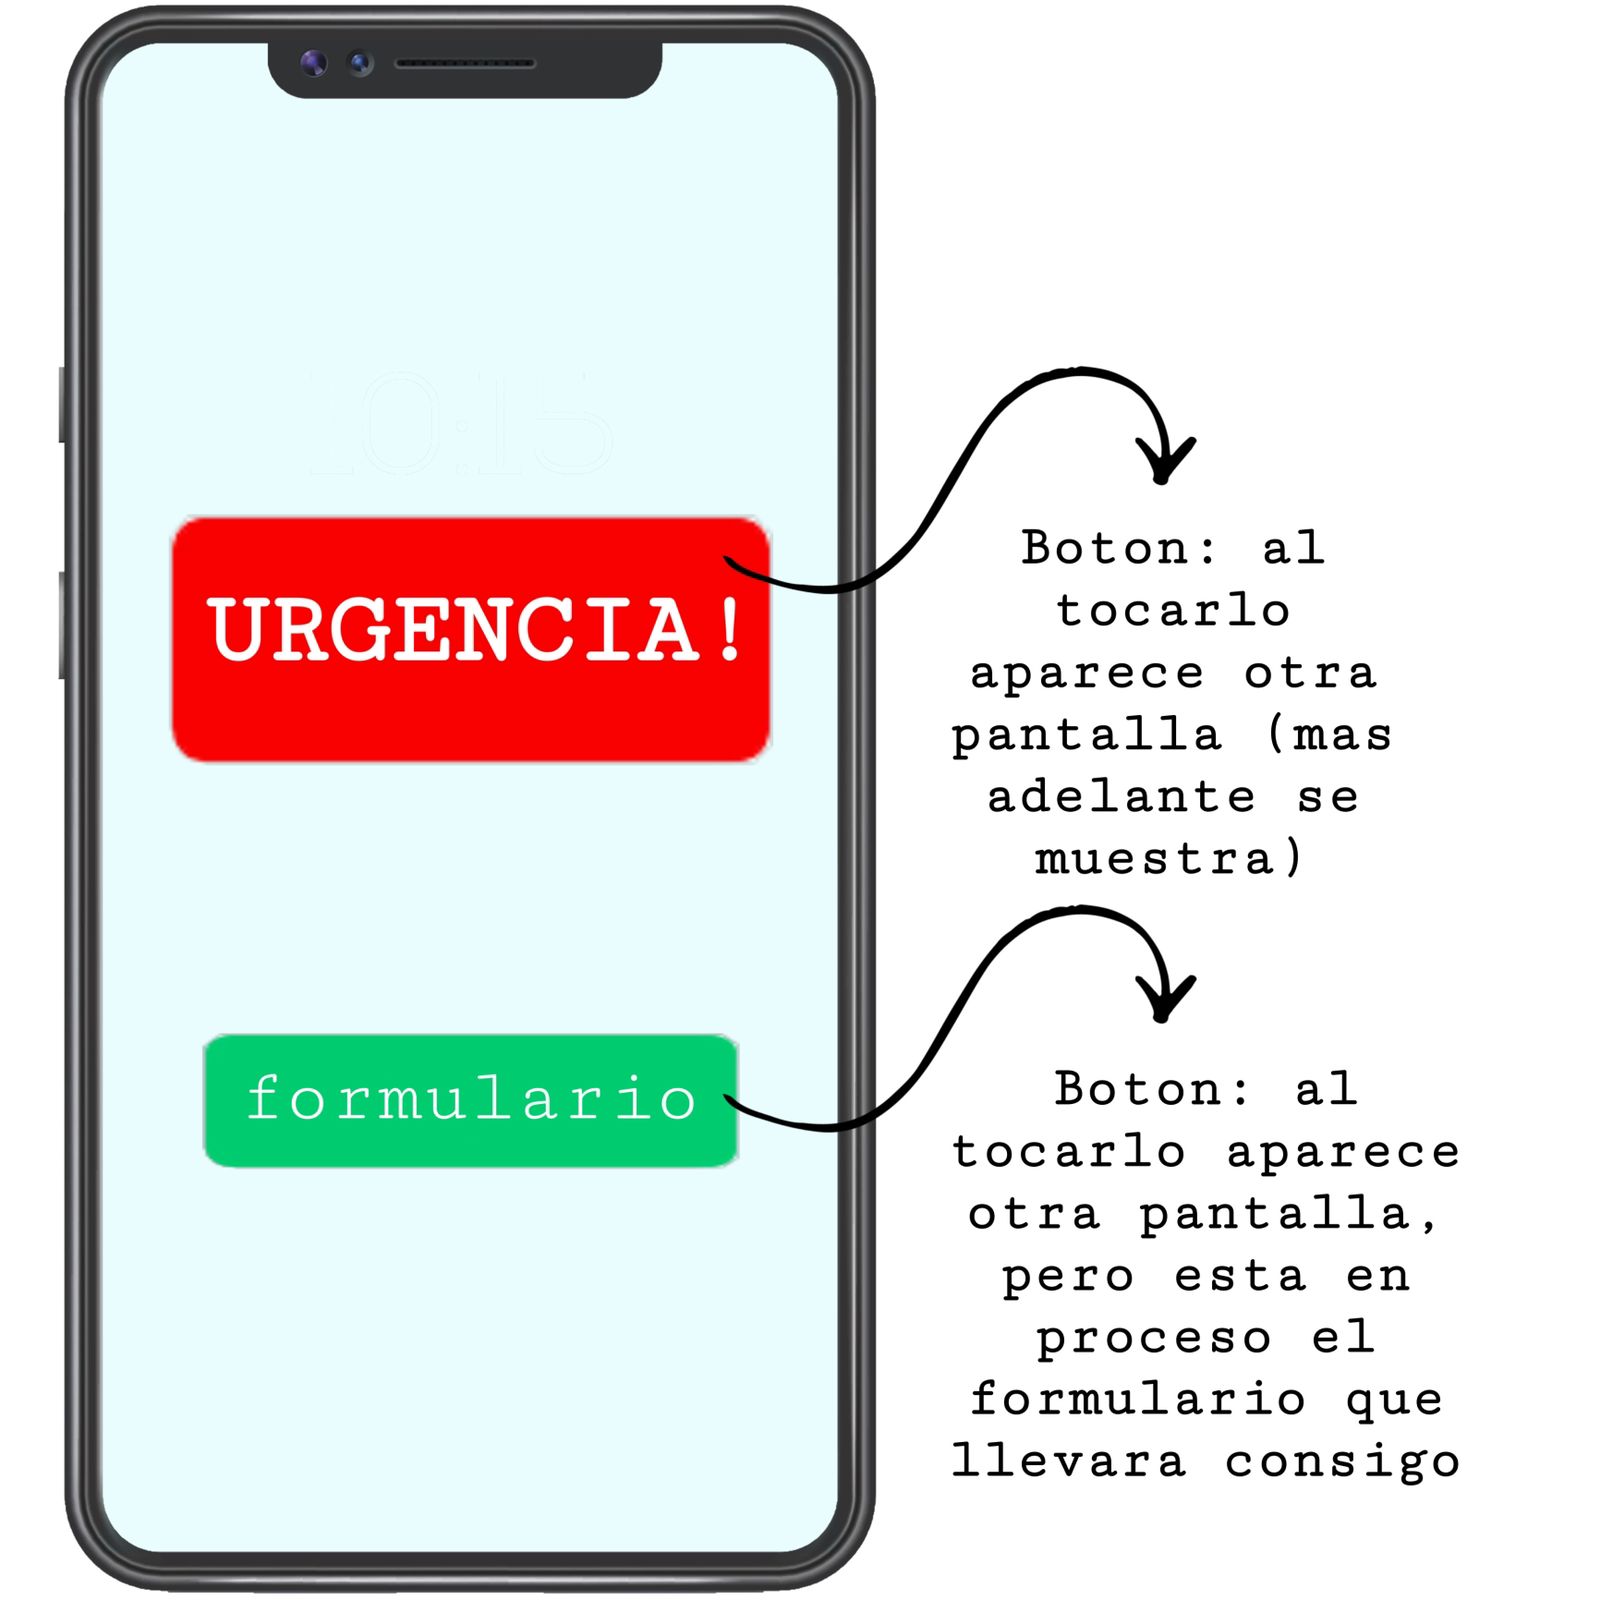 10:15
URGENCIA!
formulario
Boton: al
tocarlo
aparece otra
pantalla (mas
adelante se
muestra)
Boton: al
tocarlo aparece
otra pantalla,
pero esta en
proceso el
formulario que
llevara consigo